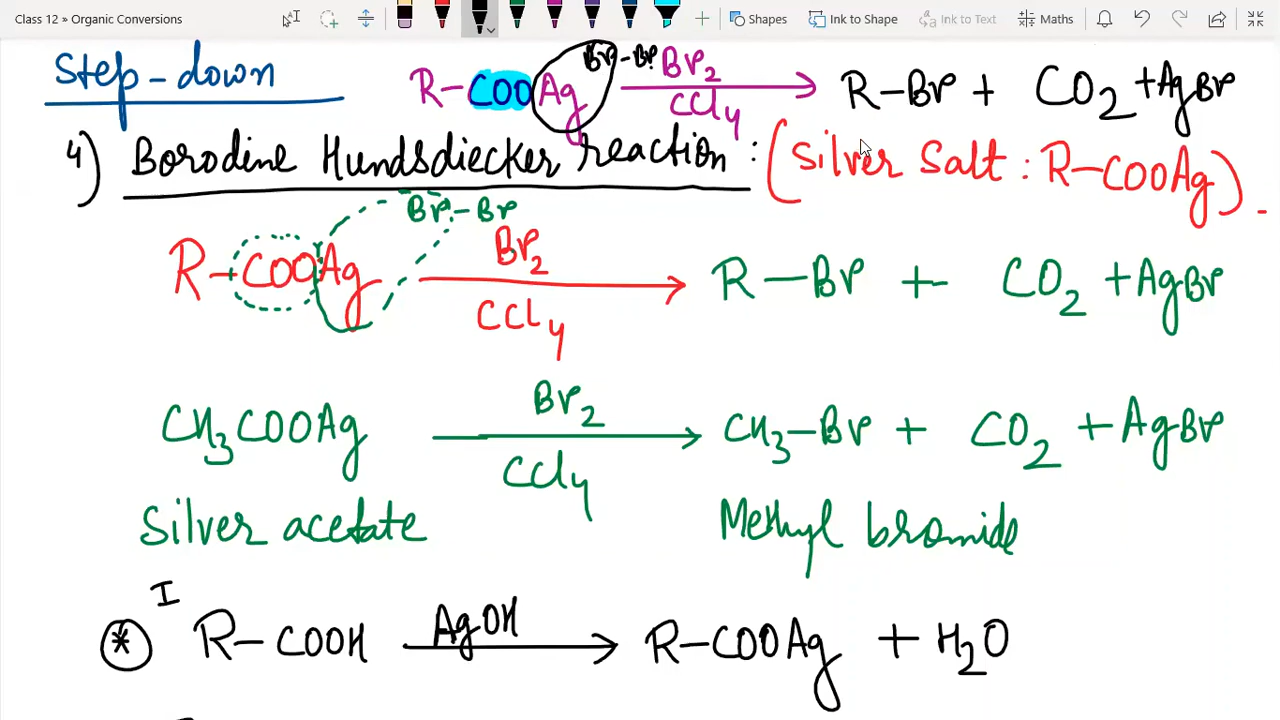 Class 12 » Organic Conversions
Shapes Ink to Shape Ink to Text Maths
Step-down R-COOAg Br-Br Br2 CCl4 R-Br + CO2 + AgBr
4) Borodine Hundsdiecker reaction : (Silver Salt : R-COOAg).
Br-Br
R-COOAg Br2 CCl4 R-Br + CO2 + AgBr
CH3COOAg Br2 CCl4 CH3-Br + CO2 + AgBr
Silver acetate Methyl bromide
I
* R-COOH AgOH R-COOAg + H2O